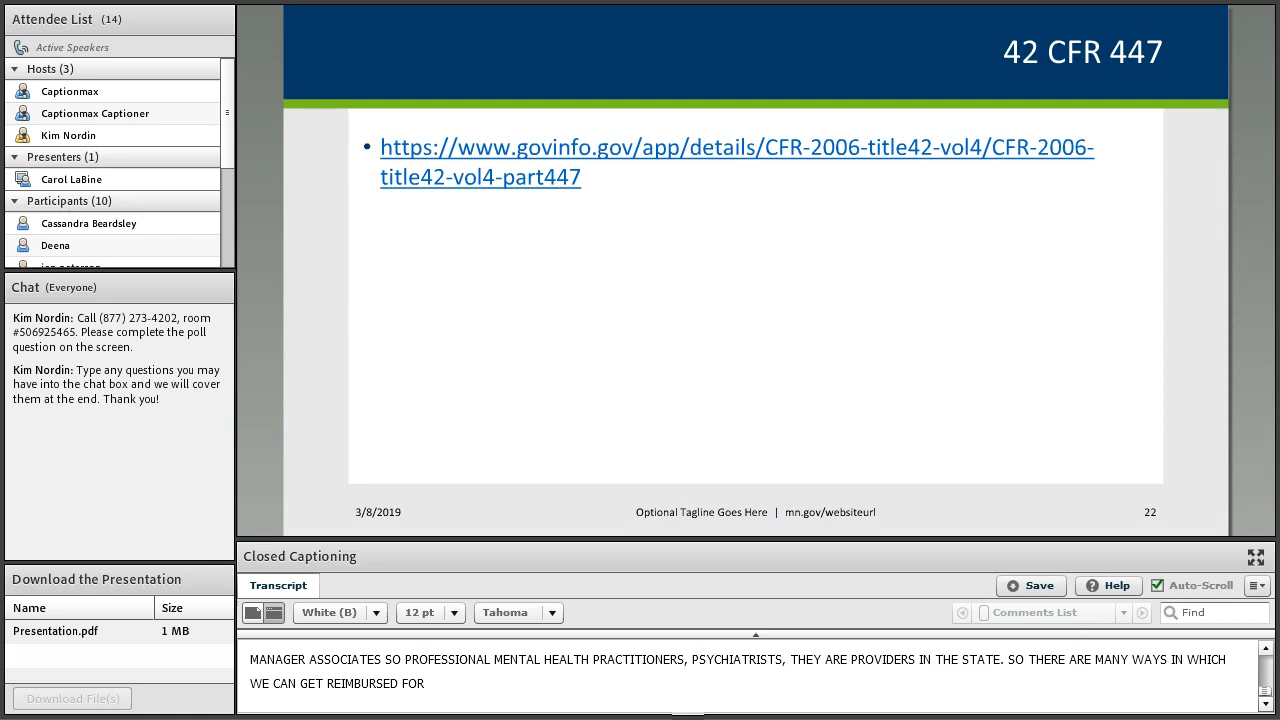 Attendee List (14)
Active Speakers
Hosts (3)
Captionmax
Captionmax Captioner
Kim Nordin
Presenters (1)
Carol LaBine
Participants (10)
Cassandra Beardsley
Deena
Chat (Everyone)
Kim Nordin: Call (877) 273-4202, room
#506925465. Please complete the poll
question on the screen.
Kim Nordin: Type any questions you may
have into the chat box and we will cover
them at the end. Thank you!
Download the Presentation
Name Size
Presentation.pdf 1 MB
Download File(s)
42 CFR 447
• https://www.govinfo.gov/app/details/CFR-2006-title42-vol4/CFR-2006-
title42-vol4-part447
3/8/2019 Optional Tagline Goes Here | mn.gov/websiteurl 22
Closed Captioning
Transcript Save Help Auto-Scroll
White (B) 12 pt Tahoma Comments List Find
MANAGER ASSOCIATES SO PROFESSIONAL MENTAL HEALTH PRACTITIONERS, PSYCHIATRISTS, THEY ARE PROVIDERS IN THE STATE. SO THERE ARE MANY WAYS IN WHICH
WE CAN GET REIMBURSED FOR